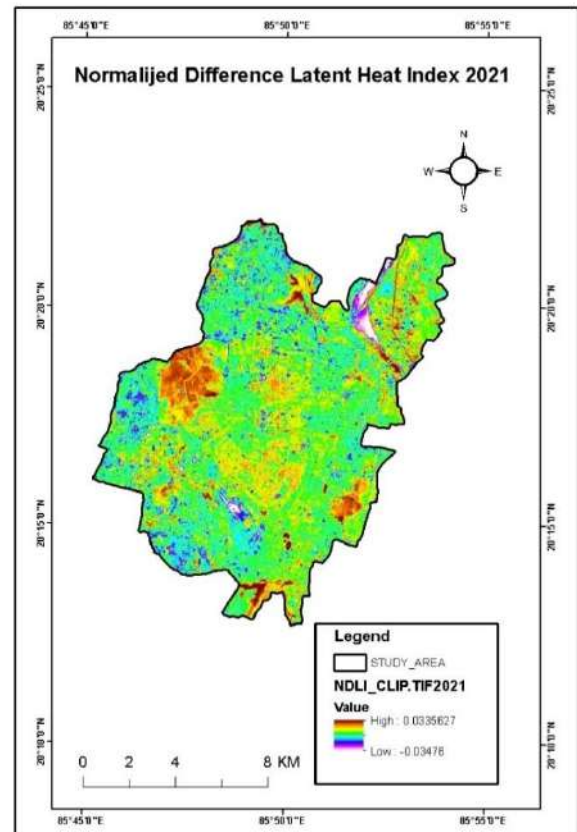 85°45'0"E 85°50'0"E 85°55'0"E
Normalijed Difference Latent Heat Index 2021
20°25'0"N 20°25'0"N
N
W E
S
20°20'0"N 20°20'0"N
20°15'0"N 20°15'0"N
Legend
STUDY_AREA
NDLI_CLIP.TIF2021
Value
High : 0.0335627
Low : -0.03476
20°10'0"N 20°10'0"N
0 2 4 8 KM
85°45'0"E 85°50'0"E 85°55'0"E